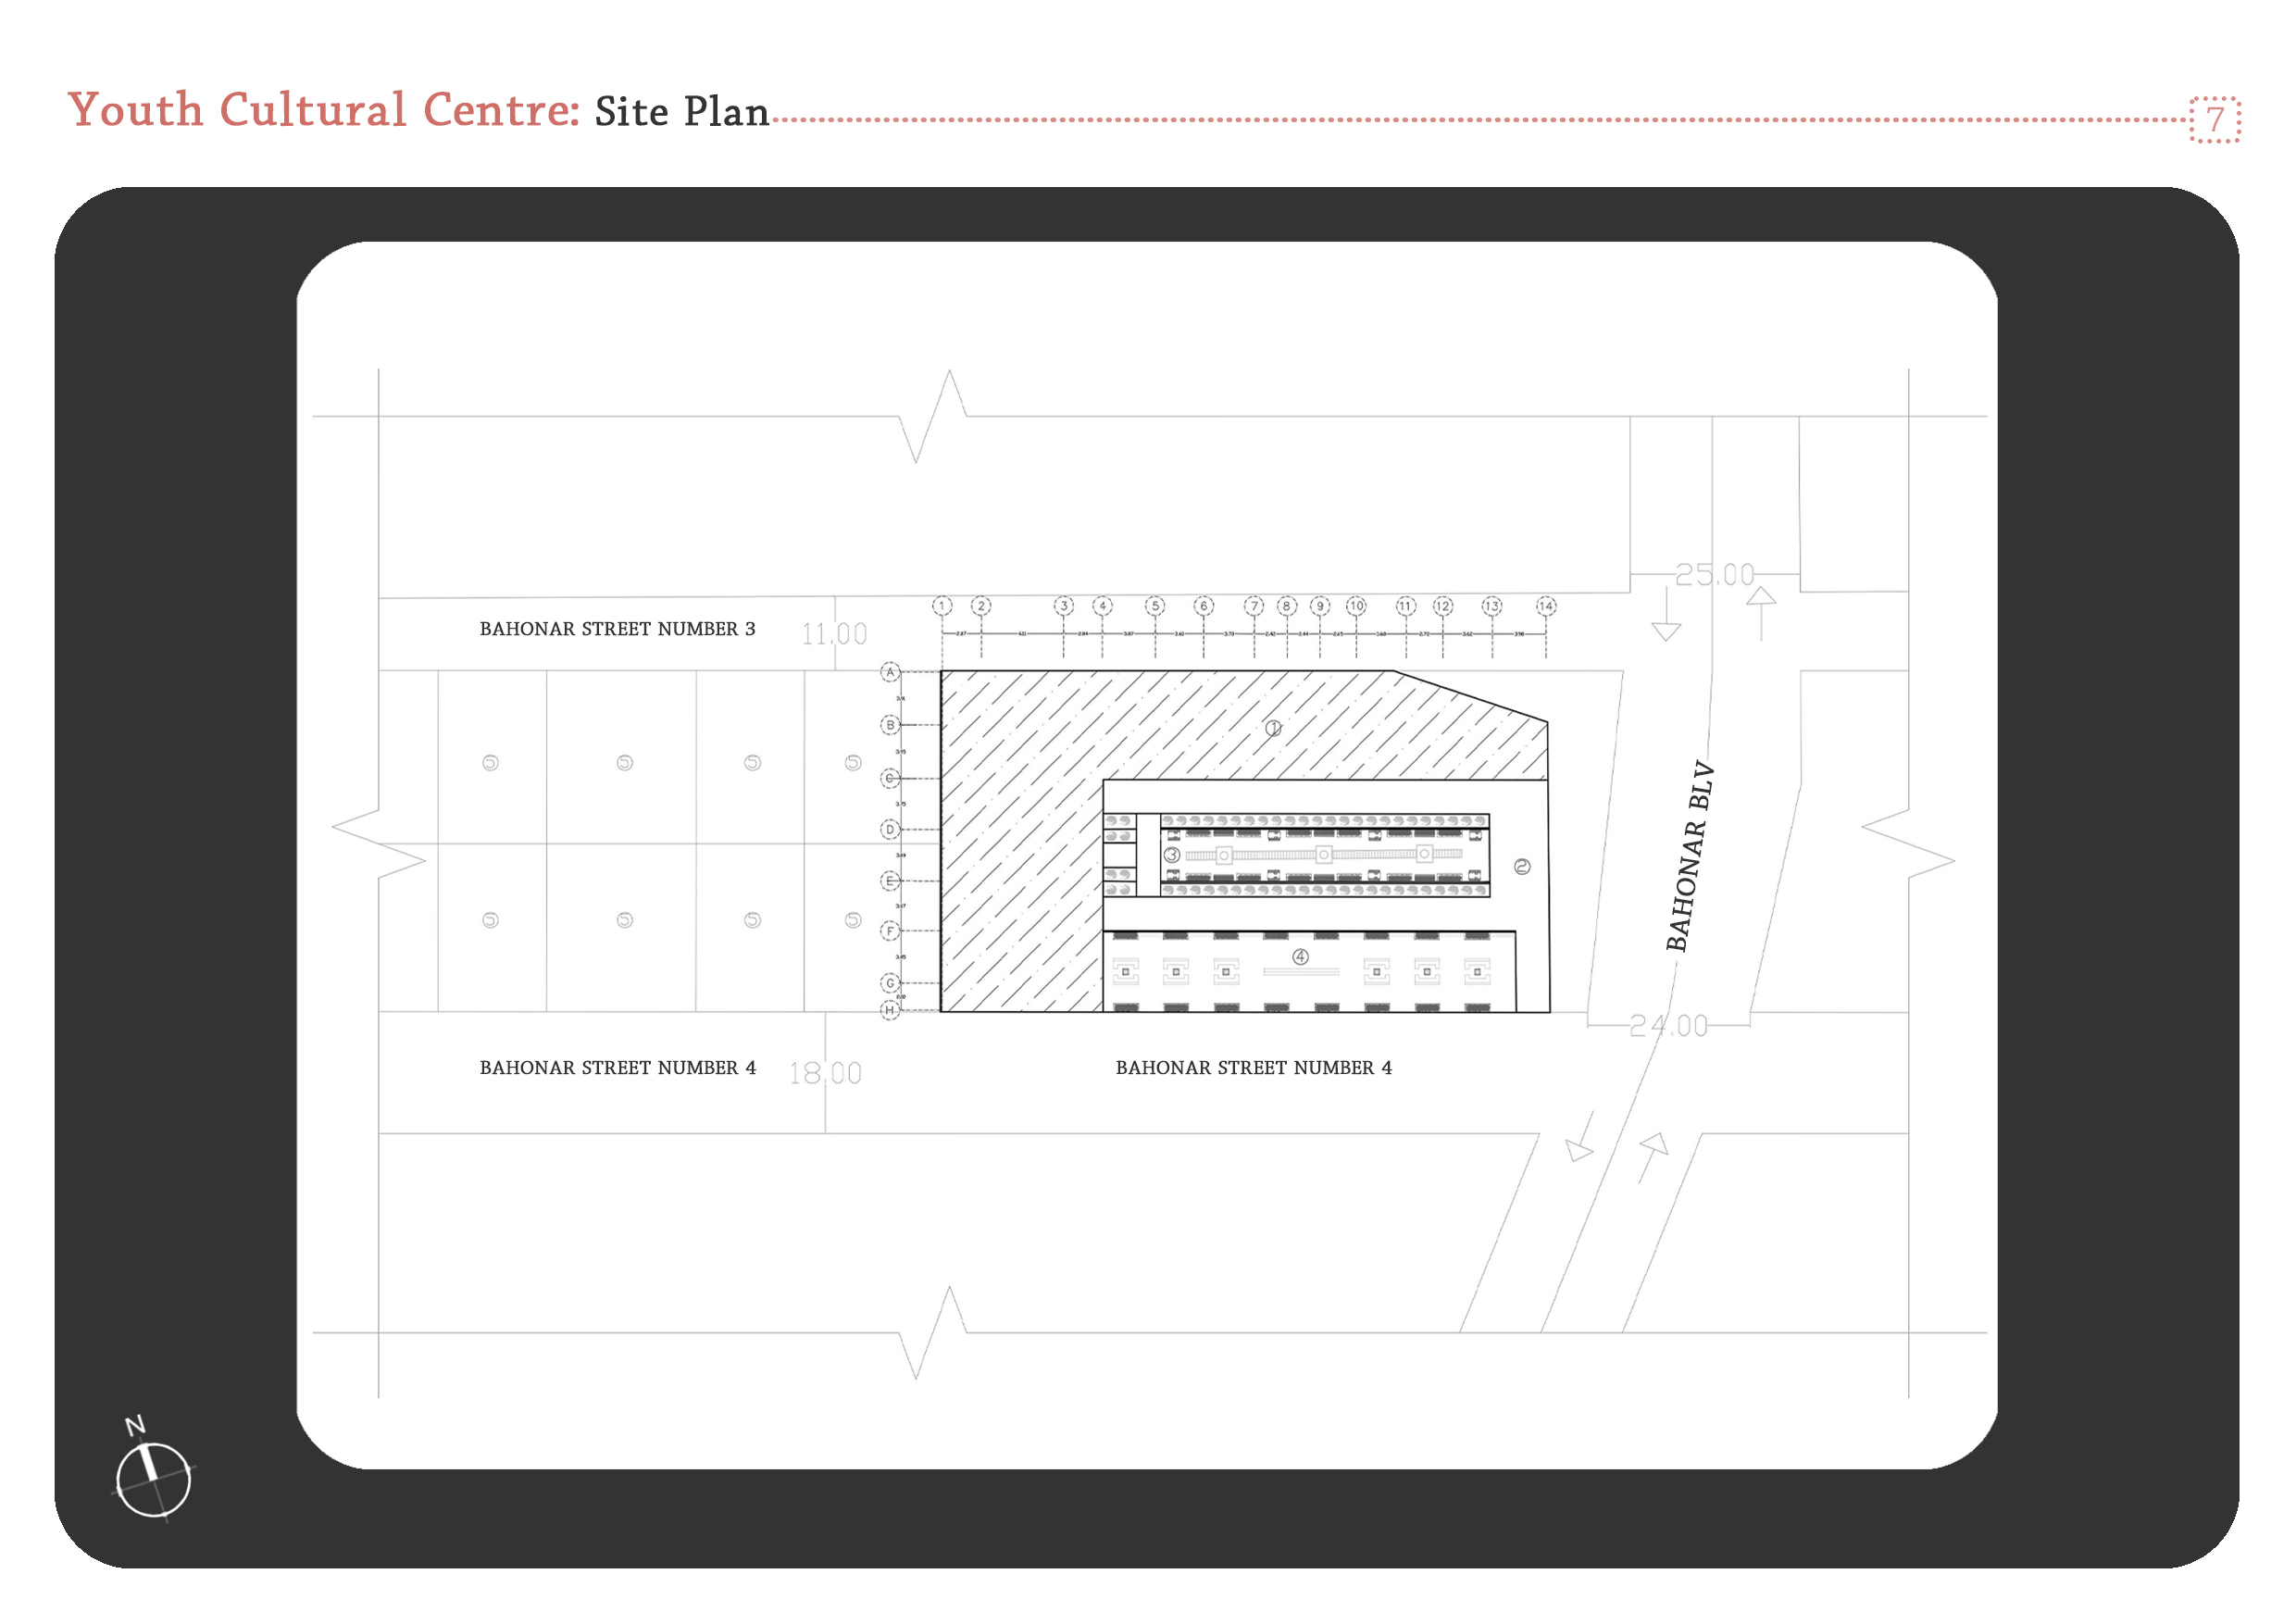 Youth Cultural Centre: Site Plan 7
25.00
1 2 3 4 5 6 7 8 9 10 11 12 13 14
BAHONAR STREET NUMBER 3 11.00
A
B
C
D
E
F
G
H
1
2
3
4
5 5 5 5
5 5 5 5
BAHONAR BLV
24.00
BAHONAR STREET NUMBER 4 18.00 BAHONAR STREET NUMBER 4
N